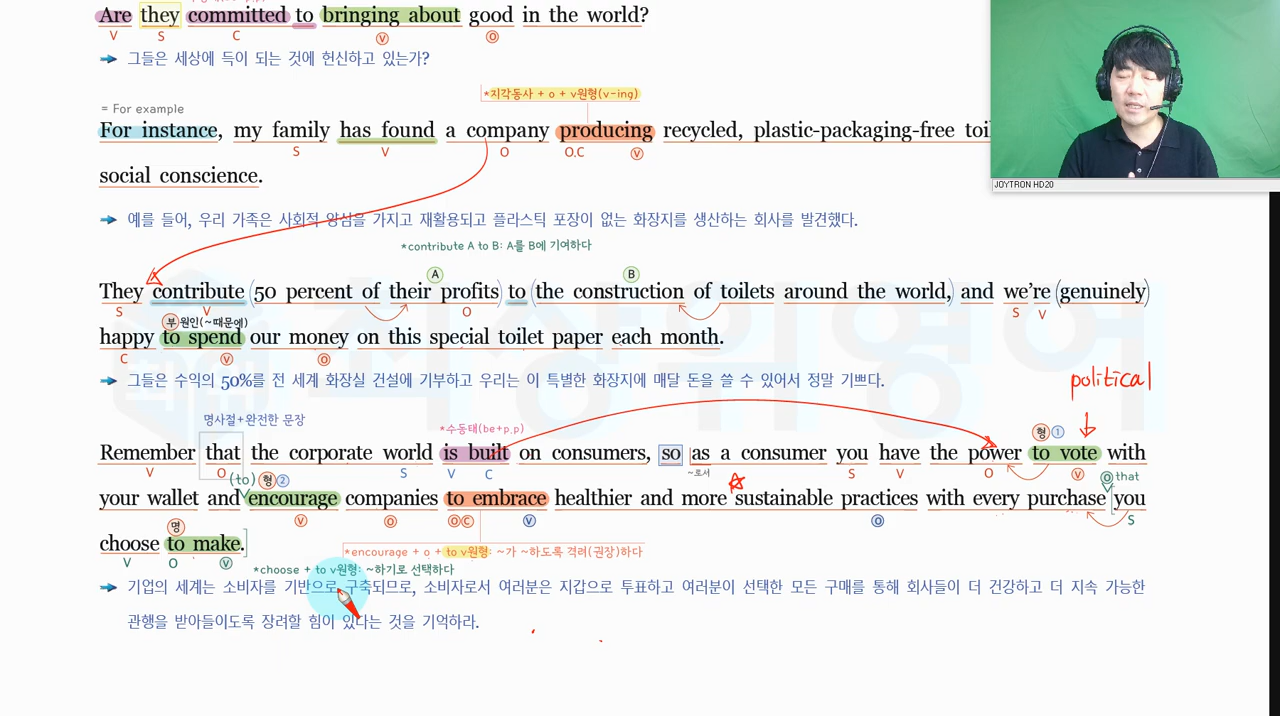 Are they committed to bringing about good in the world?
V S C Ⓥ Ⓞ
➡ 그들은 세상에 득이 되는 것에 헌신하고 있는가?
*지각동사 + o + v원형(v-ing)
= For example
For instance, my family has found a company producing recycled, plastic-packaging-free
S V O O.C Ⓥ
JOYTRON HD20
social conscience.
➡ 예를 들어, 우리 가족은 사회적 양심을 가지고 재활용되고 플라스틱 포장이 없는 화장지를 생산하는 회사를 발견했다.
*contribute A to B: A를 B에 기여하다
Ⓐ Ⓑ
They contribute (50 percent of their profits) to (the construction of toilets around the world,) and we're (genuinely)
S V O S V
부 원인(~때문에)
happy to spend our money on this special toilet paper each month.
C Ⓥ Ⓞ
➡ 그들은 수익의 50%를 전 세계 화장실 건설에 기부하고 우리는 이 특별한 화장지에 매달 돈을 쓸 수 있어서 정말 기쁘다.
political
명사절+완전한 문장
*수동태(be+p.p)
형 ①
Remember that the corporate world is built on consumers, so as a consumer you have the power to vote with
V O S V C ~로서 S V O Ⓥ
(to) 형 ② that
your wallet and encourage companies to embrace healthier and more sustainable practices with every purchase [you
Ⓥ Ⓞ ⓄⒸ Ⓥ Ⓞ S
명
choose to make.]
V O Ⓥ
*encourage + o + to v원형: ~가 ~하도록 격려(권장)하다
*choose + to v원형: ~하기로 선택하다
➡ 기업의 세계는 소비자를 기반으로 구축되므로, 소비자로서 여러분은 지갑으로 투표하고 여러분이 선택한 모든 구매를 통해 회사들이 더 건강하고 더 지속 가능한
관행을 받아들이도록 장려할 힘이 있다는 것을 기억하라.